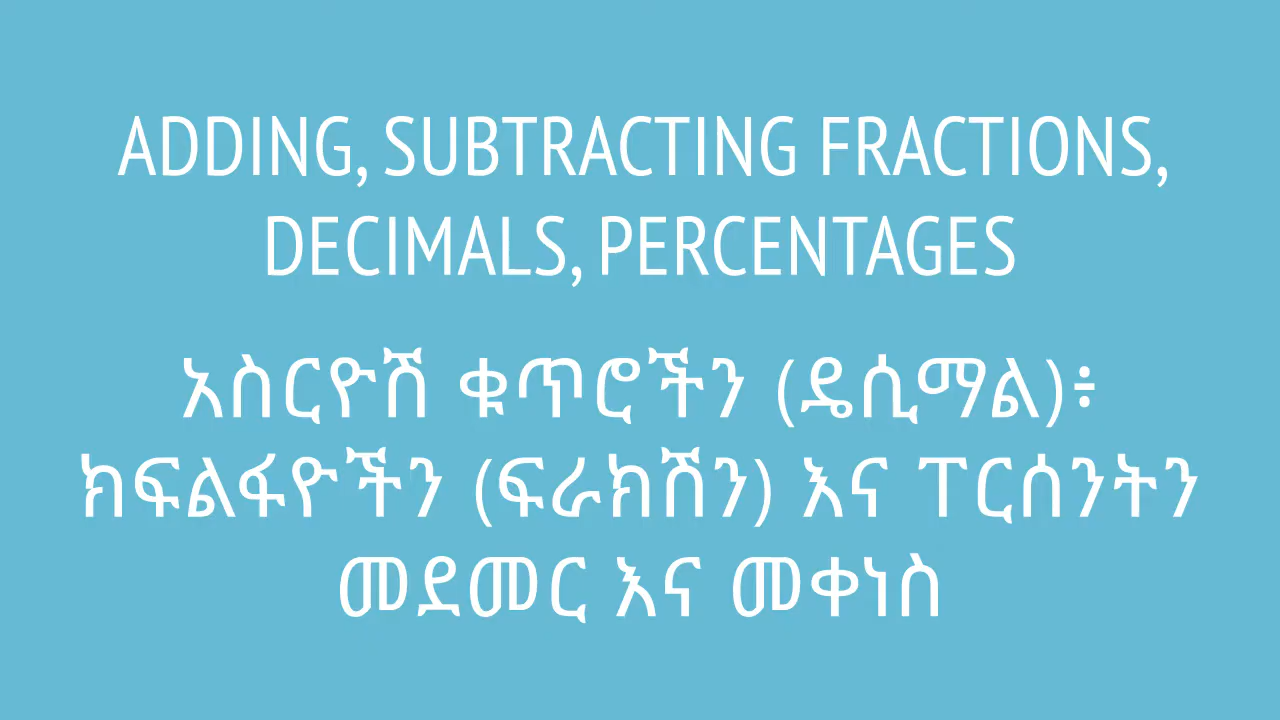 ADDING, SUBTRACTING FRACTIONS,
DECIMALS, PERCENTAGES
አስርዮሽ ቁጥሮችን (ዴሲማል)፥
ክፍልፋዮችን (ፍራክሽን) እና ፐርሰንትን
መደመር እና መቀነስ